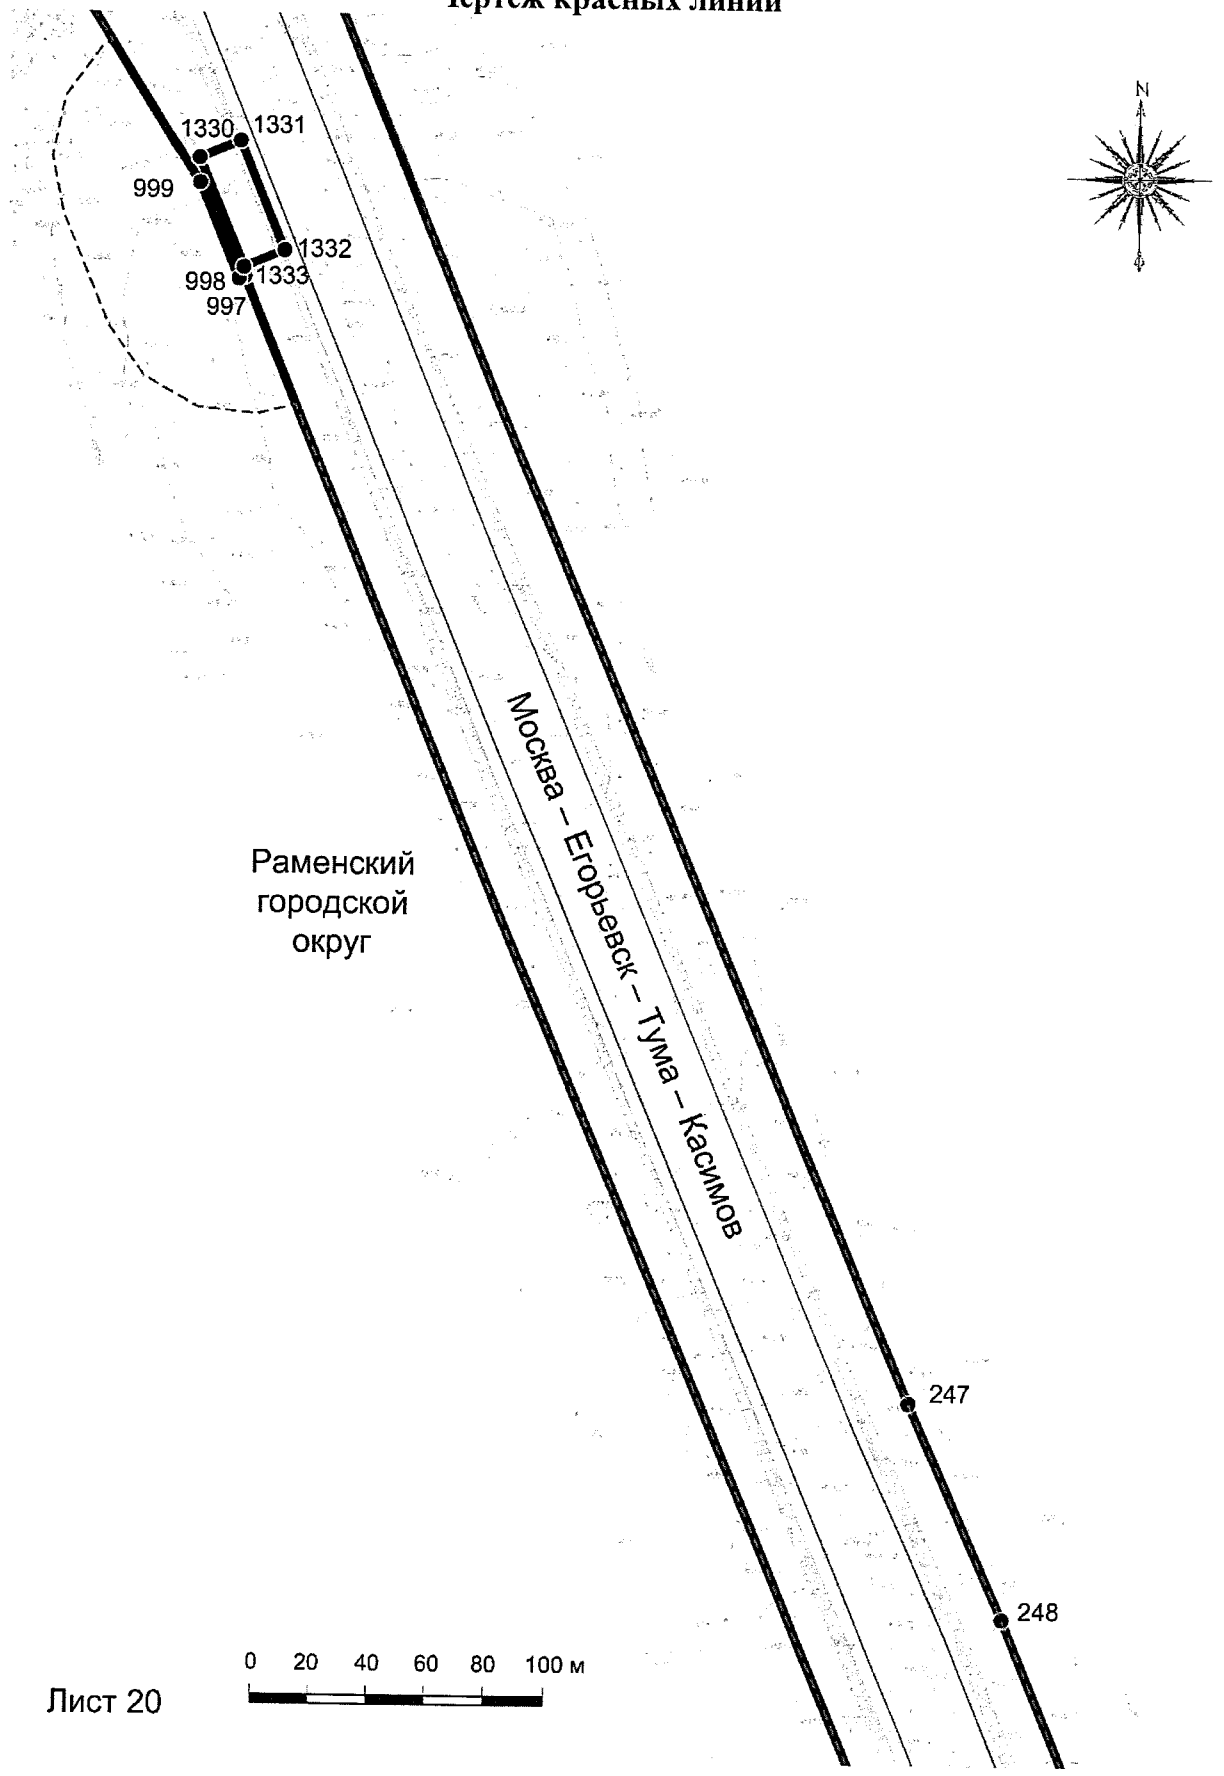 Чертеж красных линий
N
1330
1331
999
1332
998
1333
997
Москва – Егорьевск – Тума – Касимов
Раменский
городской
округ
247
248
0 20 40 60 80 100 м
Лист 20